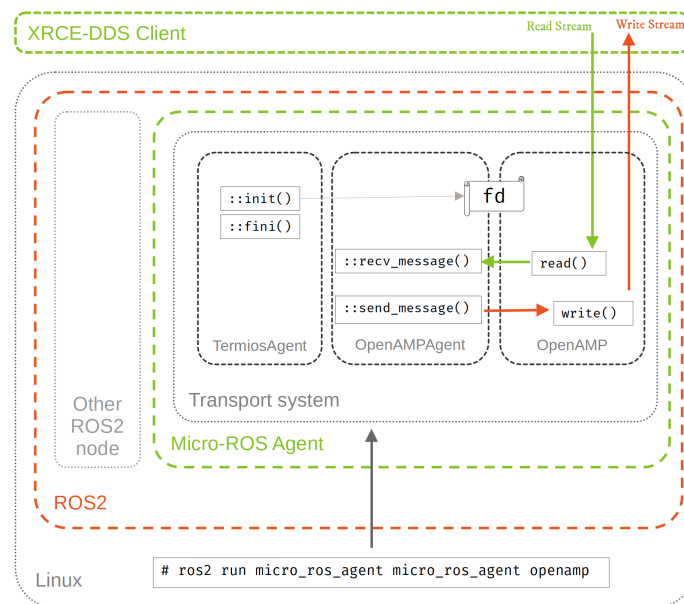 Read Stream
Write Stream
XRCE-DDS Client
::init()
::fini()
fd
::recv_message()
read()
::send_message()
write()
TermiosAgent
OpenAMPAgent
OpenAMP
Transport system
Other
ROS2
node
Micro-ROS Agent
ROS2
# ros2 run micro_ros_agent micro_ros_agent openamp
Linux